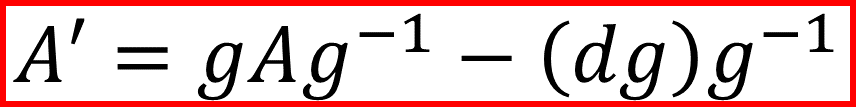 A′ = gAg⁻¹ − (dg)g⁻¹